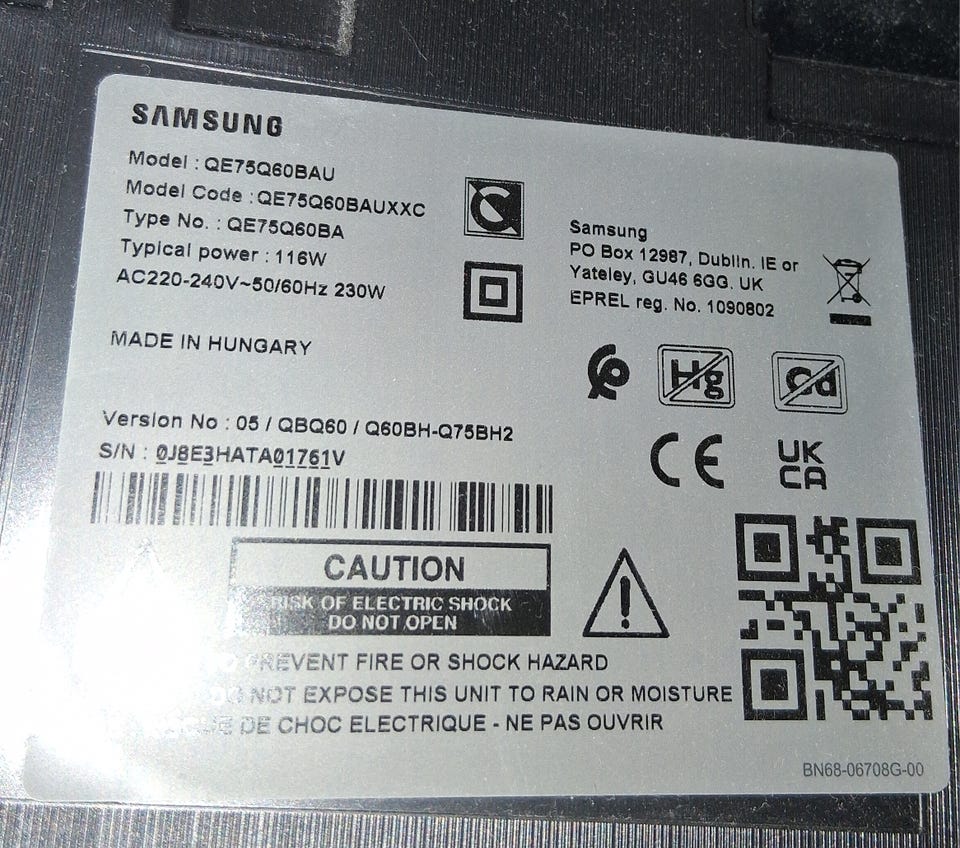 SAMSUNG
Model : QE75Q60BAU
Model Code : QE75Q60BAUXXC
Type No. : QE75Q60BA
Typical power : 116W
AC220-240V~50/60Hz 230W
MADE IN HUNGARY
Samsung
PO Box 12987, Dublin. IE or
Yateley, GU46 6GG. UK
EPREL reg. No. 1090802
Hg
Cd
CE
UK
CA
Version No : 05 / QBQ60 / Q60BH-Q75BH2
S/N : 0J8E3HATA01761V
CAUTION
RISK OF ELECTRIC SHOCK
DO NOT OPEN
PREVENT FIRE OR SHOCK HAZARD
DO NOT EXPOSE THIS UNIT TO RAIN OR MOISTURE
DE CHOC ELECTRIQUE - NE PAS OUVRIR
BN68-06708G-00